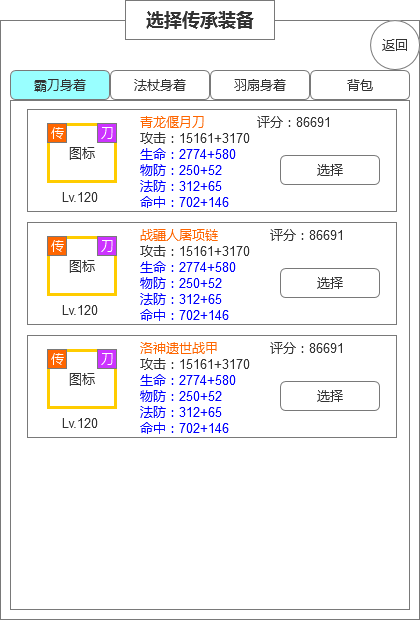 选择传承装备
返回
霸刀身着 法杖身着 羽扇身着 背包
传 刀
图标
Lv.120
青龙偃月刀 评分：86691
攻击：15161+3170
生命：2774+580
物防：250+52
法防：312+65
命中：702+146
选择
传 刀
图标
Lv.120
战疆人屠项链 评分：86691
攻击：15161+3170
生命：2774+580
物防：250+52
法防：312+65
命中：702+146
选择
传 刀
图标
Lv.120
洛神遗世战甲 评分：86691
攻击：15161+3170
生命：2774+580
物防：250+52
法防：312+65
命中：702+146
选择